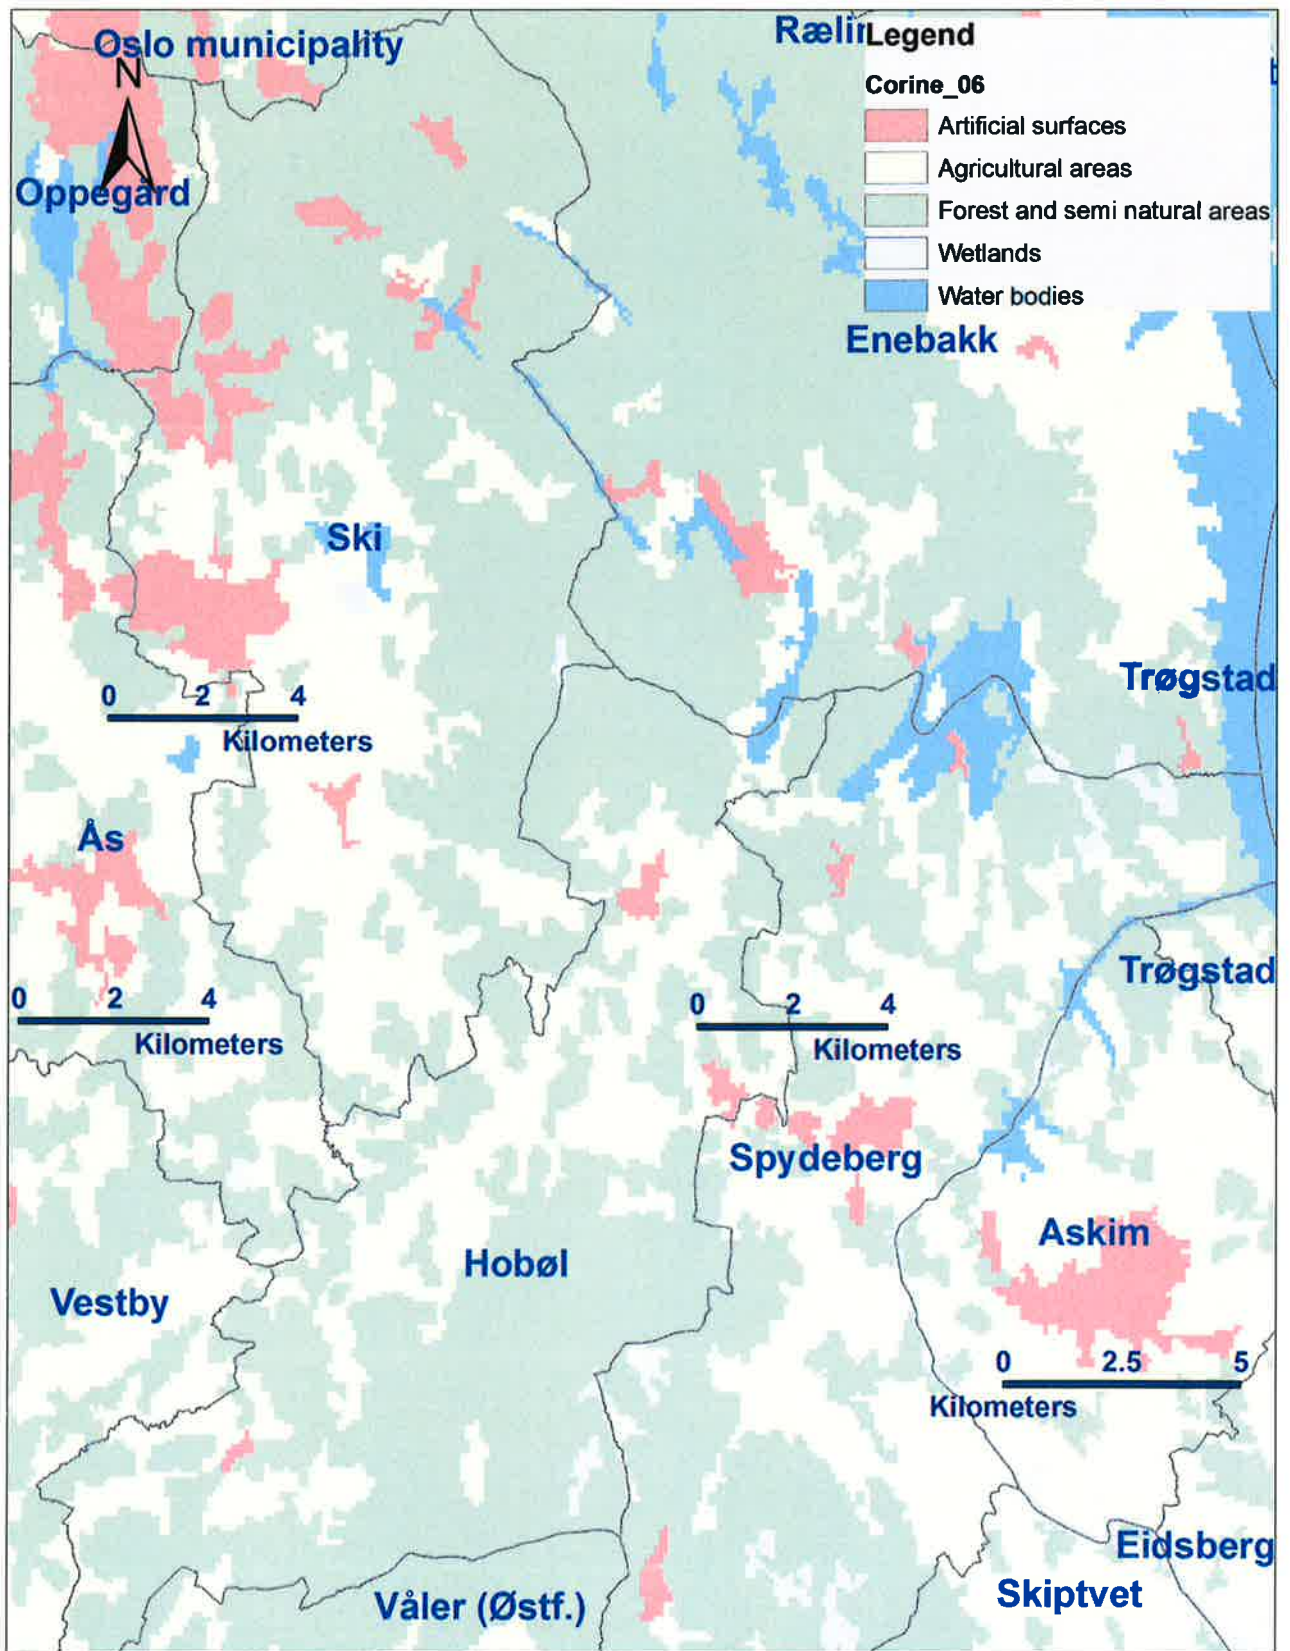 Oslo municipality
N
Oppegård
Rælin
Legend
Corine_06
Artificial surfaces
Agricultural areas
Forest and semi natural areas
Wetlands
Water bodies
Enebakk
Ski
Trøgstad
0 2 4
Kilometers
Ås
Trøgstad
0 2 4
Kilometers
0 2 4
Kilometers
Spydeberg
Askim
Hobøl
Vestby
0 2.5 5
Kilometers
Eidsberg
Skiptvet
Våler (Østf.)